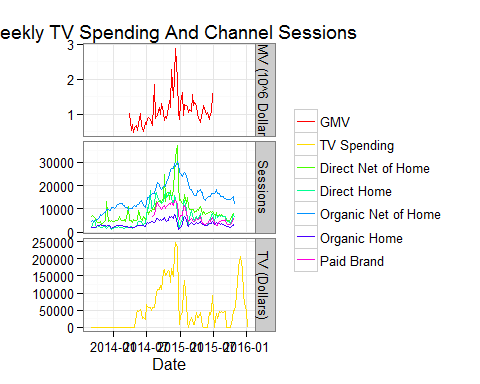 eekly TV Spending And Channel Sessions
3
2
1
MV (10^6 Dollar
30000
20000
10000
0
Sessions
250000
200000
150000
100000
50000
0
TV (Dollars)
2014-01 2014-07 2015-01 2015-07 2016-01
Date
GMV
TV Spending
Direct Net of Home
Direct Home
Organic Net of Home
Organic Home
Paid Brand